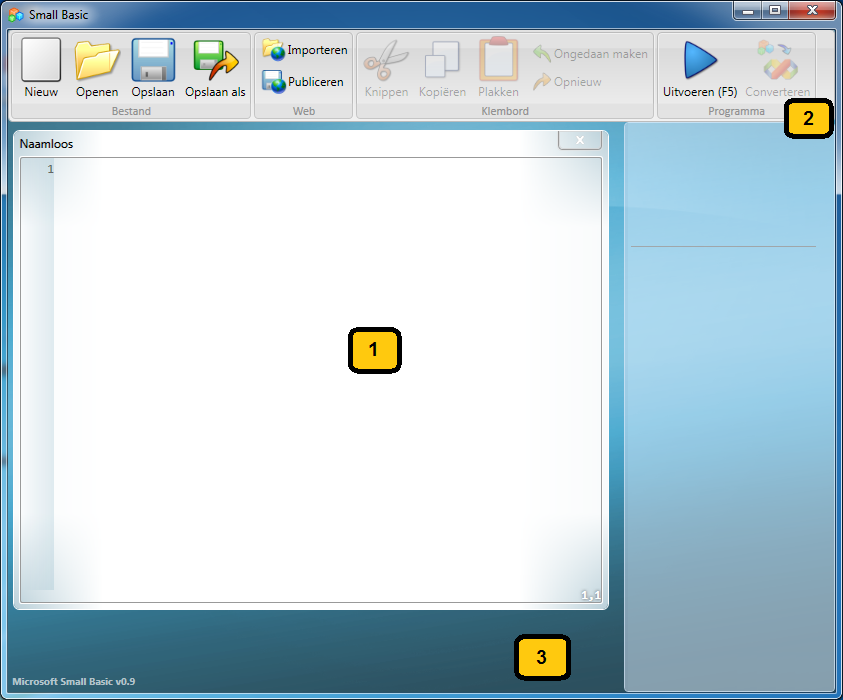 Small Basic
Nieuw Openen Opslaan Opslaan als
Bestand
Importeren
Publiceren
Web
Knippen Kopiëren Plakken
Ongedaan maken
Opnieuw
Klembord
Uitvoeren (F5) Converteren
Programma
2
Naamloos
x
1
1
1,1
3
Microsoft Small Basic v0.9